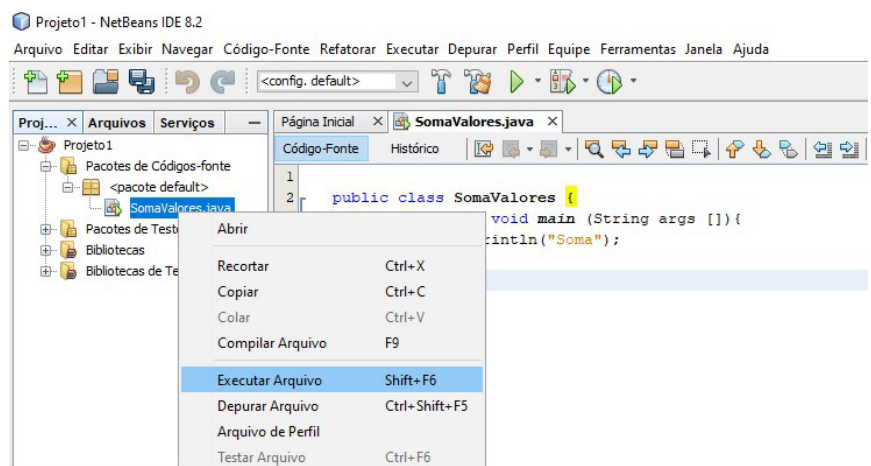 Projeto1 - NetBeans IDE 8.2
Arquivo Editar Exibir Navegar Código-Fonte Refatorar Executar Depurar Perfil Equipe Ferramentas Janela Ajuda
<config. default>
Proj... × Arquivos Serviços —
Página Inicial × SomaValores.java ×
Projeto1
Código-Fonte Histórico
Pacotes de Códigos-fonte
1
<pacote default>
2 public class SomaValores {
SomaValores.java
void main (String args []){
Pacotes de Test
println("Soma");
Bibliotecas
Bibliotecas de Te
Abrir
Recortar Ctrl+X
Copiar Ctrl+C
Colar Ctrl+V
Compilar Arquivo F9
Executar Arquivo Shift+F6
Depurar Arquivo Ctrl+Shift+F5
Arquivo de Perfil
Testar Arquivo Ctrl+F6